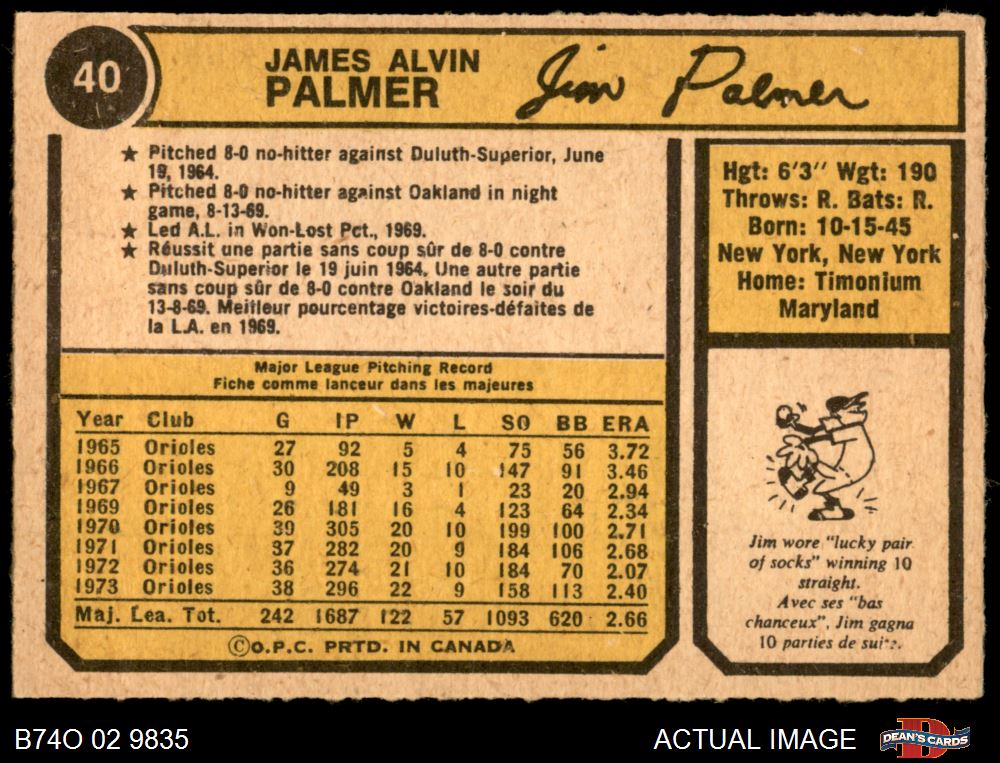 40
JAMES ALVIN
PALMER
Jim Palmer
★ Pitched 8-0 no-hitter against Duluth-Superior, June
19, 1964.
★ Pitched 8-0 no-hitter against Oakland in night
game, 8-13-69.
★ Led A.L. in Won-Lost Pct., 1969.
★ Réussit une partie sans coup sûr de 8-0 contre
Duluth-Superior le 19 juin 1964. Une autre partie
sans coup sûr de 8-0 contre Oakland le soir du
13-8-69. Meilleur pourcentage victoires-défaites de
la L.A. en 1969.
Hgt: 6'3'' Wgt: 190
Throws: R. Bats: R.
Born: 10-15-45
New York, New York
Home: Timonium
Maryland
Major League Pitching Record
Fiche comme lanceur dans les majeures
Year Club G IP W L SO BB ERA
1965 Orioles 27 92 5 4 75 56 3.72
1966 Orioles 30 208 15 10 147 91 3.46
1967 Orioles 9 49 3 1 23 20 2.94
1969 Orioles 26 181 16 4 123 64 2.34
1970 Orioles 39 305 20 10 199 100 2.71
1971 Orioles 37 282 20 9 184 106 2.68
1972 Orioles 36 274 21 10 184 70 2.07
1973 Orioles 38 296 22 9 158 113 2.40
Maj. Lea. Tot. 242 1687 122 57 1093 620 2.66
©O.P.C. PRTD. IN CANADA
Jim wore "lucky pair
of socks" winning 10
straight.
Avec ses "bas
chanceux", Jim gagna
10 parties de suite.
B74O 02 9835
ACTUAL IMAGE
DEAN'S CARDS